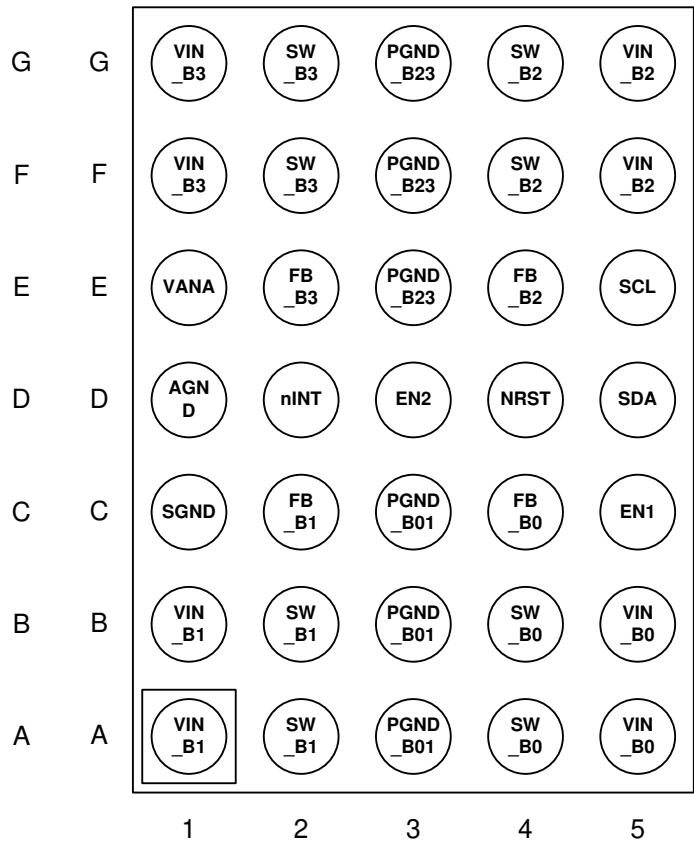 G G VIN SW PGND SW VIN
_B3 _B3 _B23 _B2 _B2
F F VIN SW PGND SW VIN
_B3 _B3 _B23 _B2 _B2
E E VANA FB PGND FB SCL
_B3 _B23 _B2
D D AGN nINT EN2 NRST SDA
D
C C SGND FB PGND FB EN1
_B1 _B01 _B0
B B VIN SW PGND SW VIN
_B1 _B1 _B01 _B0 _B0
A A VIN SW PGND SW VIN
_B1 _B1 _B01 _B0 _B0
1 2 3 4 5